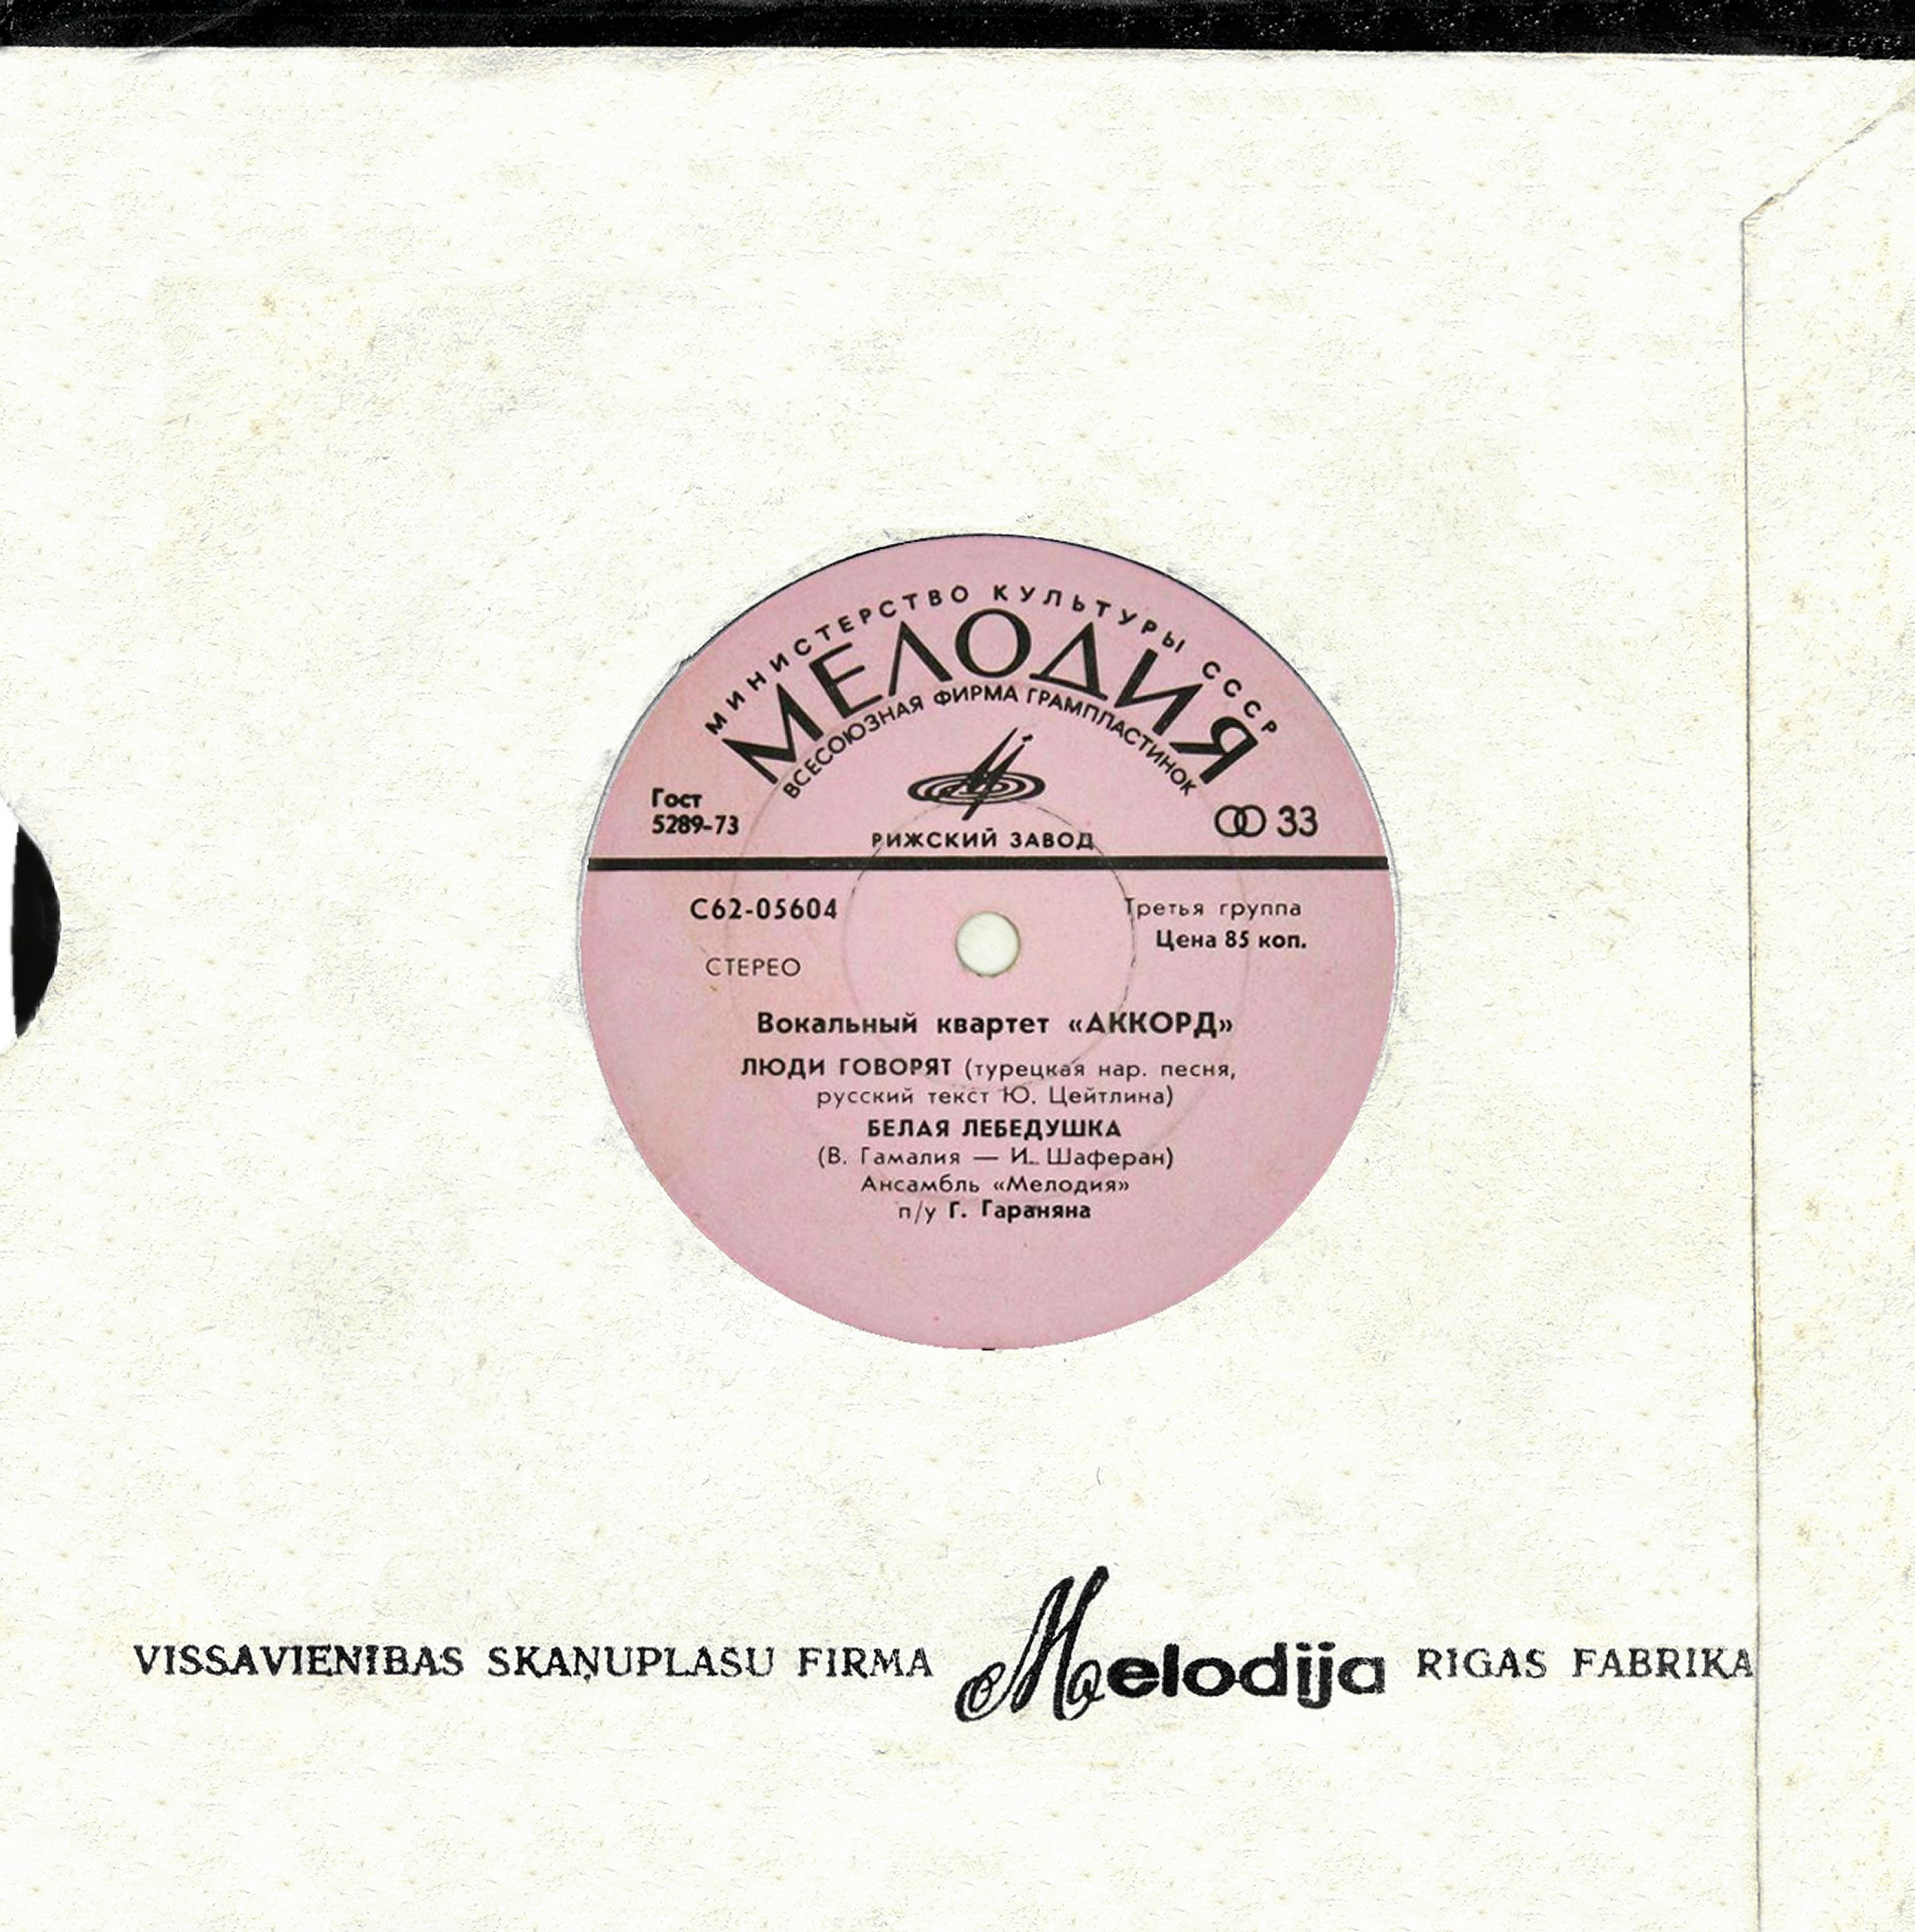 МИНИСТЕРСТВО КУЛЬТУРЫ СССР
МЕЛОДИЯ
ВСЕСОЮЗНАЯ ФИРМА ГРАМПЛАСТИНОК
Гост
5289-73
33
РИЖСКИЙ ЗАВОД
С62-05604
Третья группа
Цена 85 коп.
СТЕРЕО
Вокальный квартет «АККОРД»
ЛЮДИ ГОВОРЯТ (турецкая нар. песня,
русский текст Ю. Цейтлина)
БЕЛАЯ ЛЕБЕДУШКА
(В. Гамалия — И. Шаферан)
Ансамбль «Мелодия»
п/у Г. Гараняна
VISSAVIENĪBAS SKAŅUPLAŠU FIRMA Melodija RIGAS FABRIKA